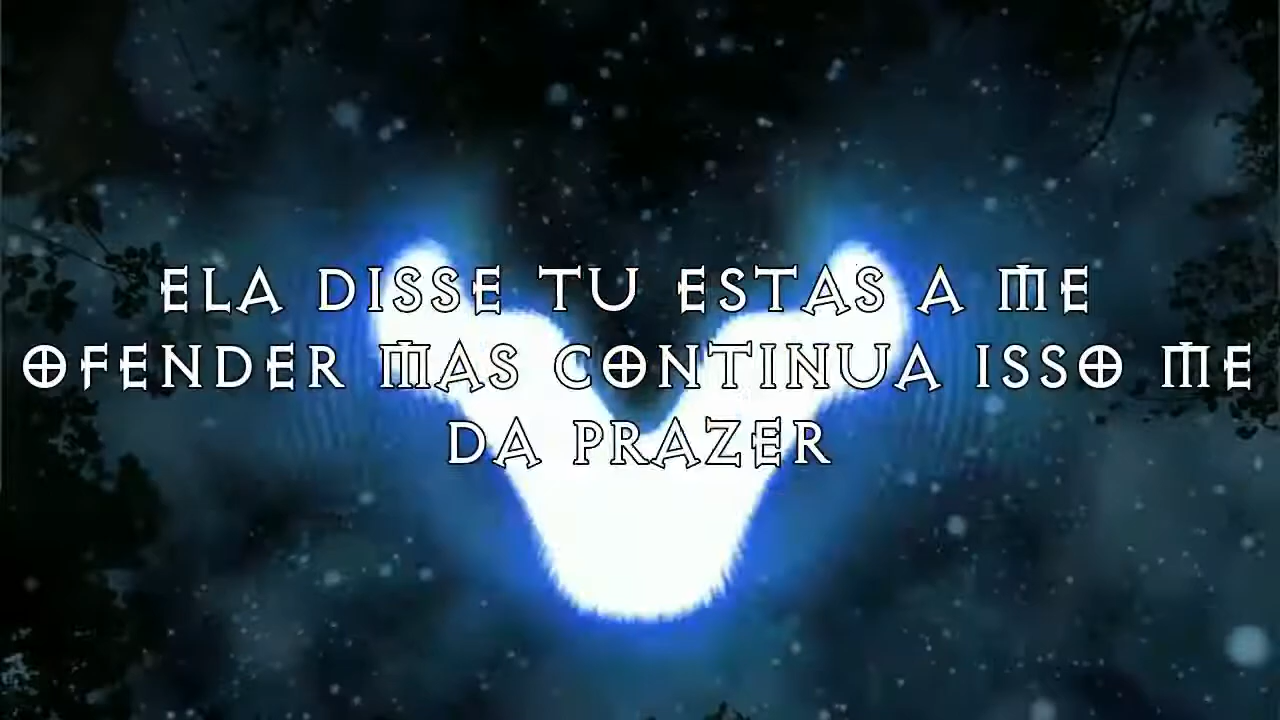 ELA DISSE TU ESTAS A ME
OFENDER MAS CONTINUA ISSO ME
DA PRAZER